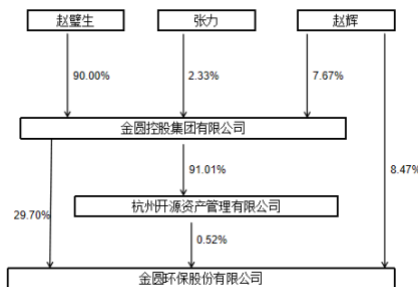 赵璧生 张力 赵辉
90.00% 2.33% 7.67%
金圆控股集团有限公司
91.01% 8.47%
杭州开源资产管理有限公司
29.70%
0.52%
金圆环保股份有限公司